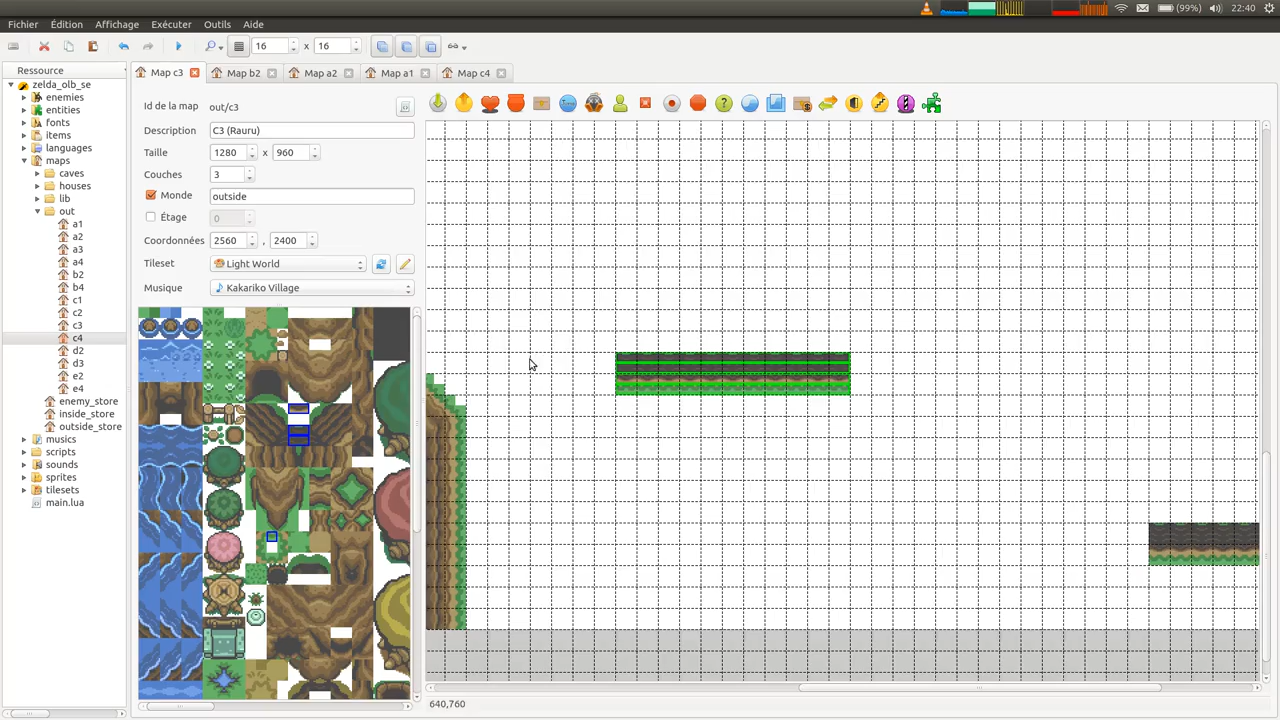 Fichier Édition Affichage Exécuter Outils Aide (99%) 22:40
16 x 16
Ressource
zelda_olb_se
enemies
entities
fonts
items
languages
maps
caves
houses
lib
out
a1
a2
a3
a4
b2
b4
c1
c2
c3
c4
d2
d3
e2
e4
enemy_store
inside_store
outside_store
musics
scripts
sounds
sprites
tilesets
main.lua
Map c3 Map b2 Map a2 Map a1 Map c4
Id de la map out/c3
Description C3 (Rauru)
Taille 1280 x 960
Couches 3
Monde outside
Étage 0
Coordonnées 2560 , 2400
Tileset Light World
Musique Kakariko Village
640,760